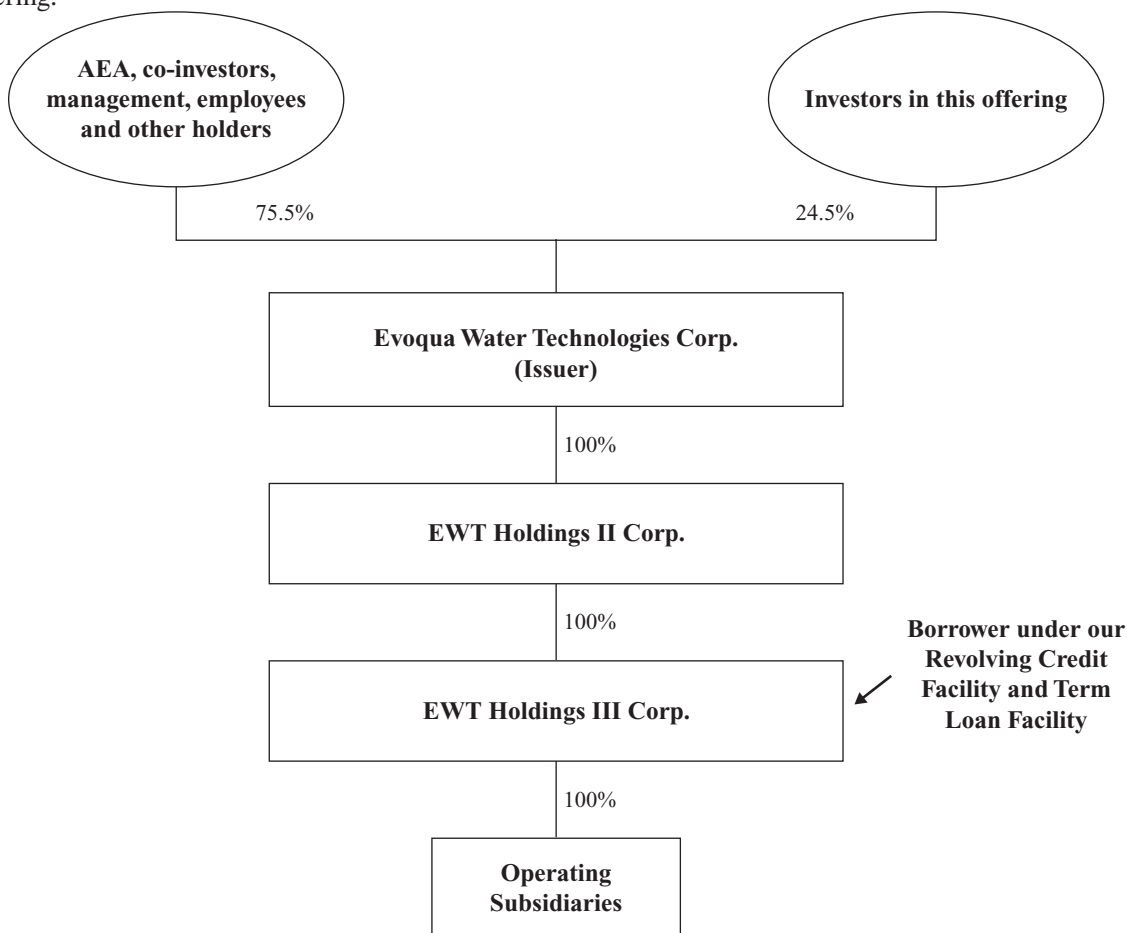 ering.
AEA, co-investors,
management, employees
and other holders
Investors in this offering
75.5%
24.5%
Evoqua Water Technologies Corp.
(Issuer)
100%
EWT Holdings II Corp.
100%
Borrower under our
Revolving Credit
Facility and Term
Loan Facility
EWT Holdings III Corp.
100%
Operating
Subsidiaries